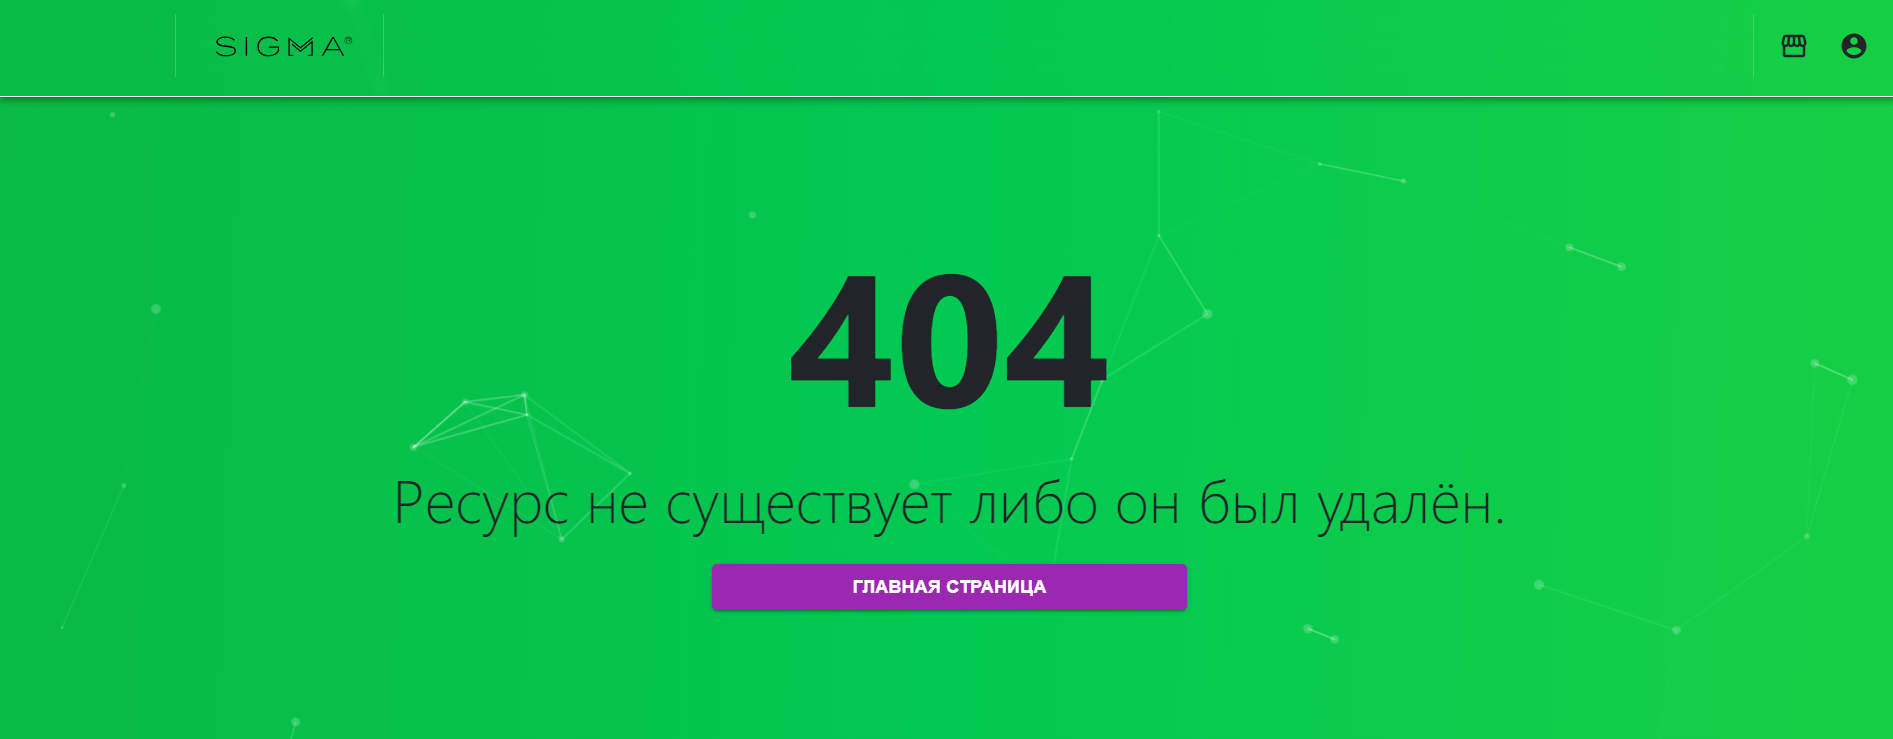 SIGMA®
404
Ресурс не существует либо он был удалён.
ГЛАВНАЯ СТРАНИЦА